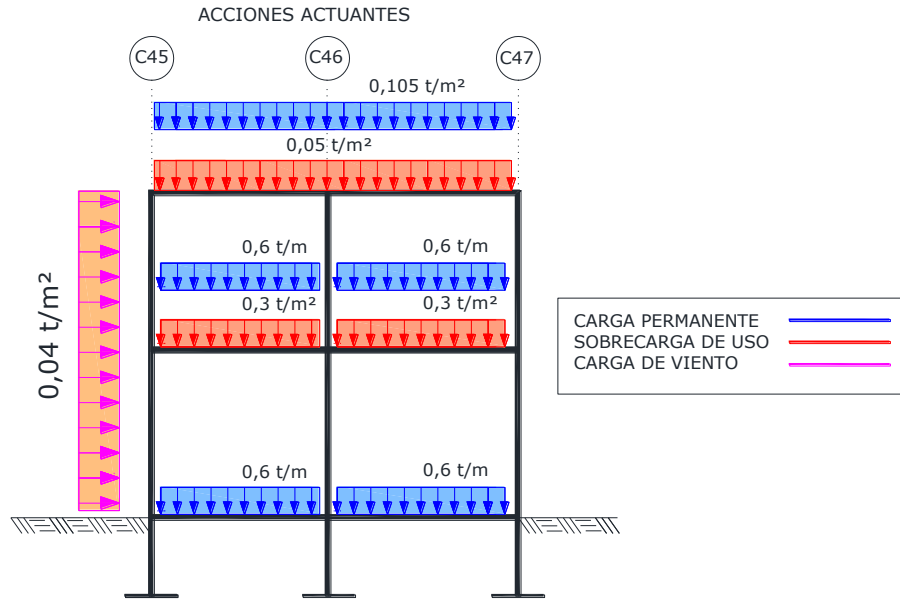 ACCIONES ACTUANTES
C45 C46 C47
0,105 t/m²
0,05 t/m²
0,6 t/m 0,6 t/m
0,3 t/m² 0,3 t/m²
0,04 t/m²
CARGA PERMANENTE
SOBRECARGA DE USO
CARGA DE VIENTO
0,6 t/m 0,6 t/m